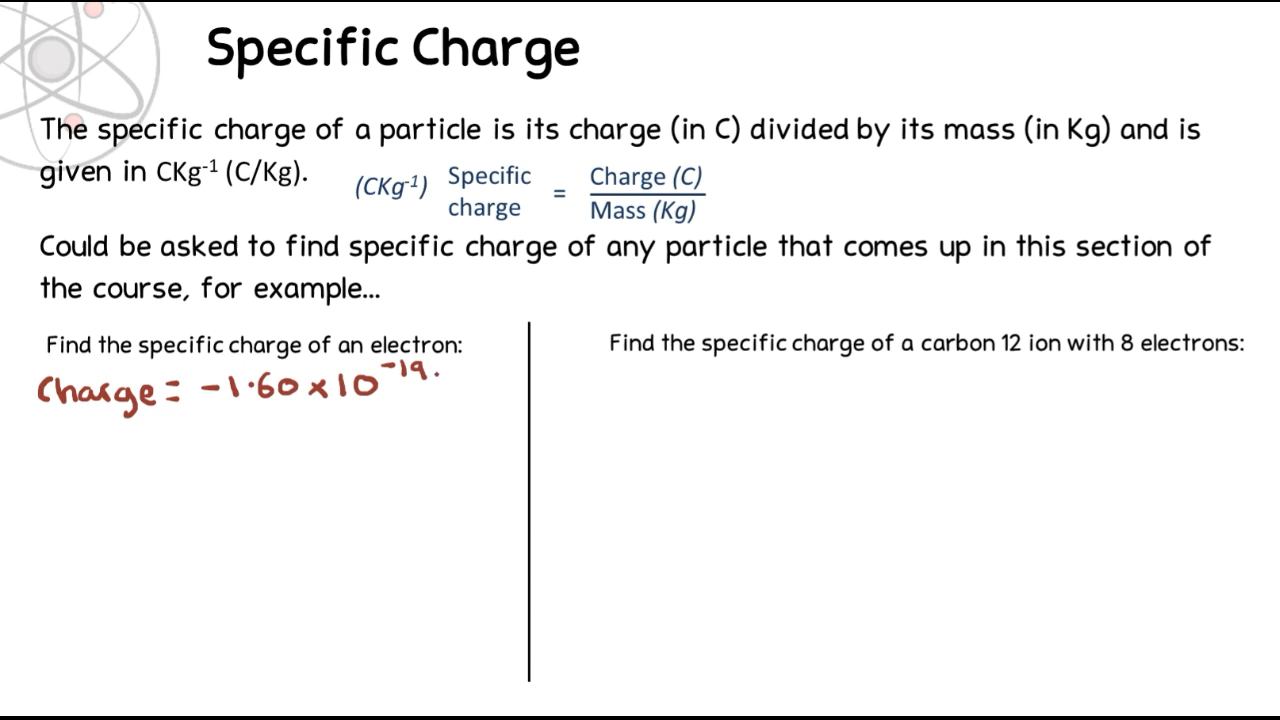 Specific Charge
The specific charge of a particle is its charge (in C) divided by its mass (in Kg) and is
given in CKg⁻¹ (C/Kg).
(CKg⁻¹) Specific charge = Charge (C) / Mass (Kg)
Could be asked to find specific charge of any particle that comes up in this section of
the course, for example...
Find the specific charge of an electron:
Charge = -1.60 × 10⁻¹⁹.
Find the specific charge of a carbon 12 ion with 8 electrons: